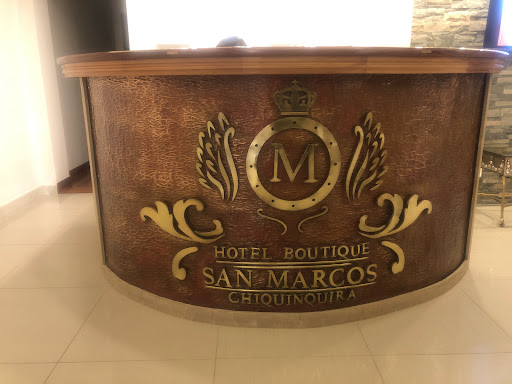 M
HOTEL BOUTIQUE
SAN MARCOS
CHIQUINQUIRA